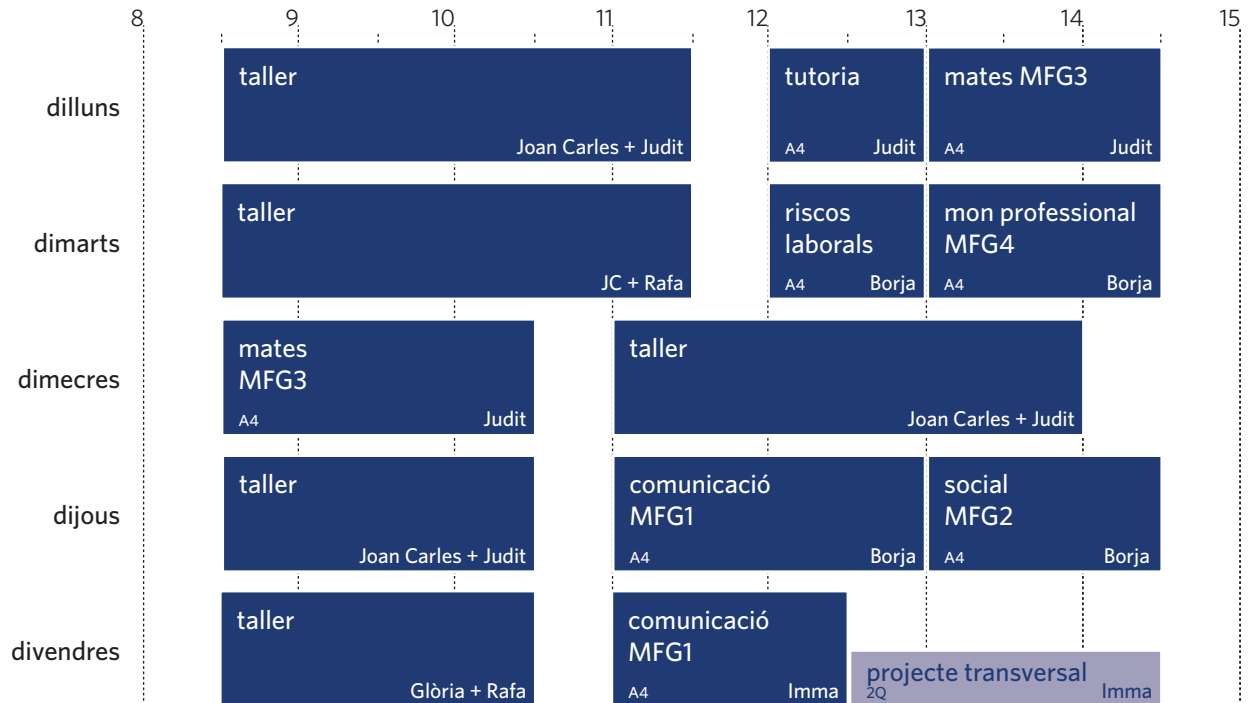 8 9 10 11 12 13 14 15
dilluns
taller
Joan Carles + Judit
tutoria
A4 Judit
mates MFG3
A4 Judit
dimarts
taller
JC + Rafa
riscos
laborals
A4 Borja
mon professional
MFG4
A4 Borja
dimecres
mates
MFG3
A4 Judit
taller
Joan Carles + Judit
dijous
taller
Joan Carles + Judit
comunicació
MFG1
A4 Borja
social
MFG2
A4 Borja
divendres
taller
Glòria + Rafa
comunicació
MFG1
A4 Imma
projecte transversal
2Q Imma